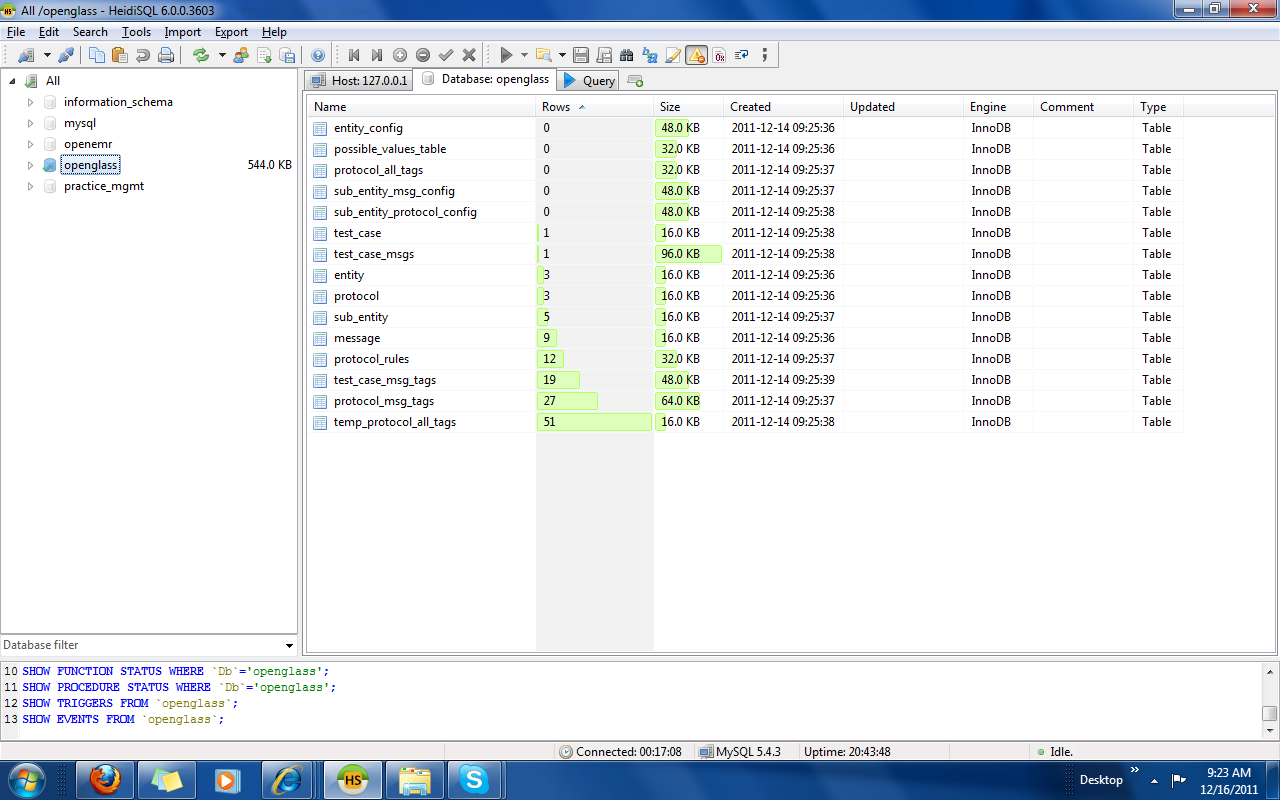 All /openglass - HeidiSQL 6.0.0.3603
File Edit Search Tools Import Export Help
All
information_schema
mysql
openemr
openglass 544.0 KB
practice_mgmt
Database filter
Host: 127.0.0.1 Database: openglass Query
Name Rows Size Created Updated Engine Comment Type
entity_config 0 48.0 KB 2011-12-14 09:25:36 InnoDB Table
possible_values_table 0 32.0 KB 2011-12-14 09:25:36 InnoDB Table
protocol_all_tags 0 32.0 KB 2011-12-14 09:25:37 InnoDB Table
sub_entity_msg_config 0 48.0 KB 2011-12-14 09:25:37 InnoDB Table
sub_entity_protocol_config 0 48.0 KB 2011-12-14 09:25:38 InnoDB Table
test_case 1 16.0 KB 2011-12-14 09:25:38 InnoDB Table
test_case_msgs 1 96.0 KB 2011-12-14 09:25:38 InnoDB Table
entity 3 16.0 KB 2011-12-14 09:25:36 InnoDB Table
protocol 3 16.0 KB 2011-12-14 09:25:36 InnoDB Table
sub_entity 5 16.0 KB 2011-12-14 09:25:37 InnoDB Table
message 9 16.0 KB 2011-12-14 09:25:36 InnoDB Table
protocol_rules 12 32.0 KB 2011-12-14 09:25:37 InnoDB Table
test_case_msg_tags 19 48.0 KB 2011-12-14 09:25:39 InnoDB Table
protocol_msg_tags 27 64.0 KB 2011-12-14 09:25:37 InnoDB Table
temp_protocol_all_tags 51 16.0 KB 2011-12-14 09:25:38 InnoDB Table
10 SHOW FUNCTION STATUS WHERE `Db`='openglass';
11 SHOW PROCEDURE STATUS WHERE `Db`='openglass';
12 SHOW TRIGGERS FROM `openglass`;
13 SHOW EVENTS FROM `openglass`;
Connected: 00:17:08 MySQL 5.4.3 Uptime: 20:43:48 Idle.
HS S Desktop 9:23 AM
12/16/2011